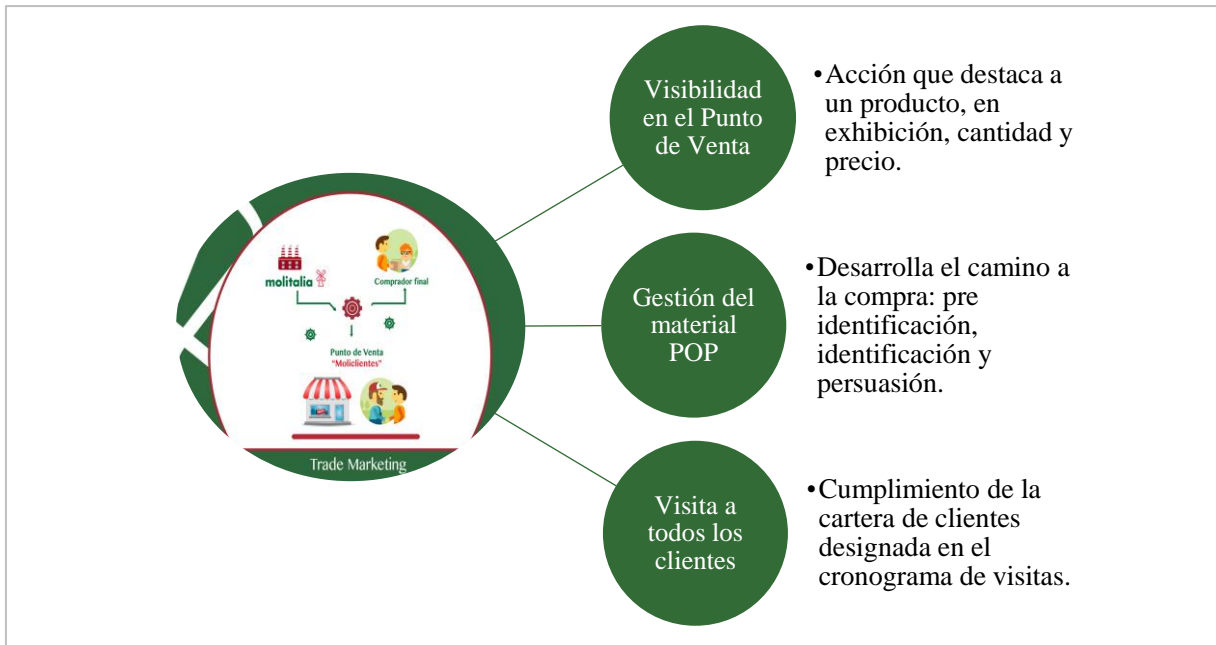 Visibilidad
en el Punto
de Venta
•Acción que destaca a
un producto, en
exhibición, cantidad y
precio.
molitalia
Comprador final
Punto de Venta
"Moliclientes"
Trade Marketing
Gestión del
material
POP
•Desarrolla el camino a
la compra: pre
identificación,
identificación y
persuasión.
Visita a
todos los
clientes
•Cumplimiento de la
cartera de clientes
designada en el
cronograma de visitas.